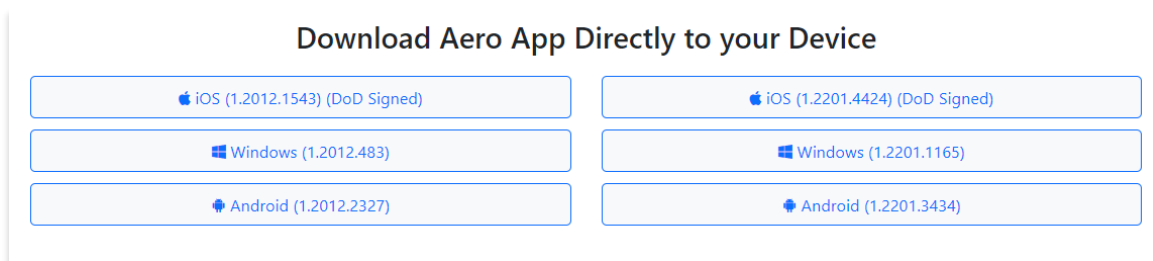 Download Aero App Directly to your Device
iOS (1.2012.1543) (DoD Signed)
iOS (1.2201.4424) (DoD Signed)
Windows (1.2012.483)
Windows (1.2201.1165)
Android (1.2012.2327)
Android (1.2201.3434)